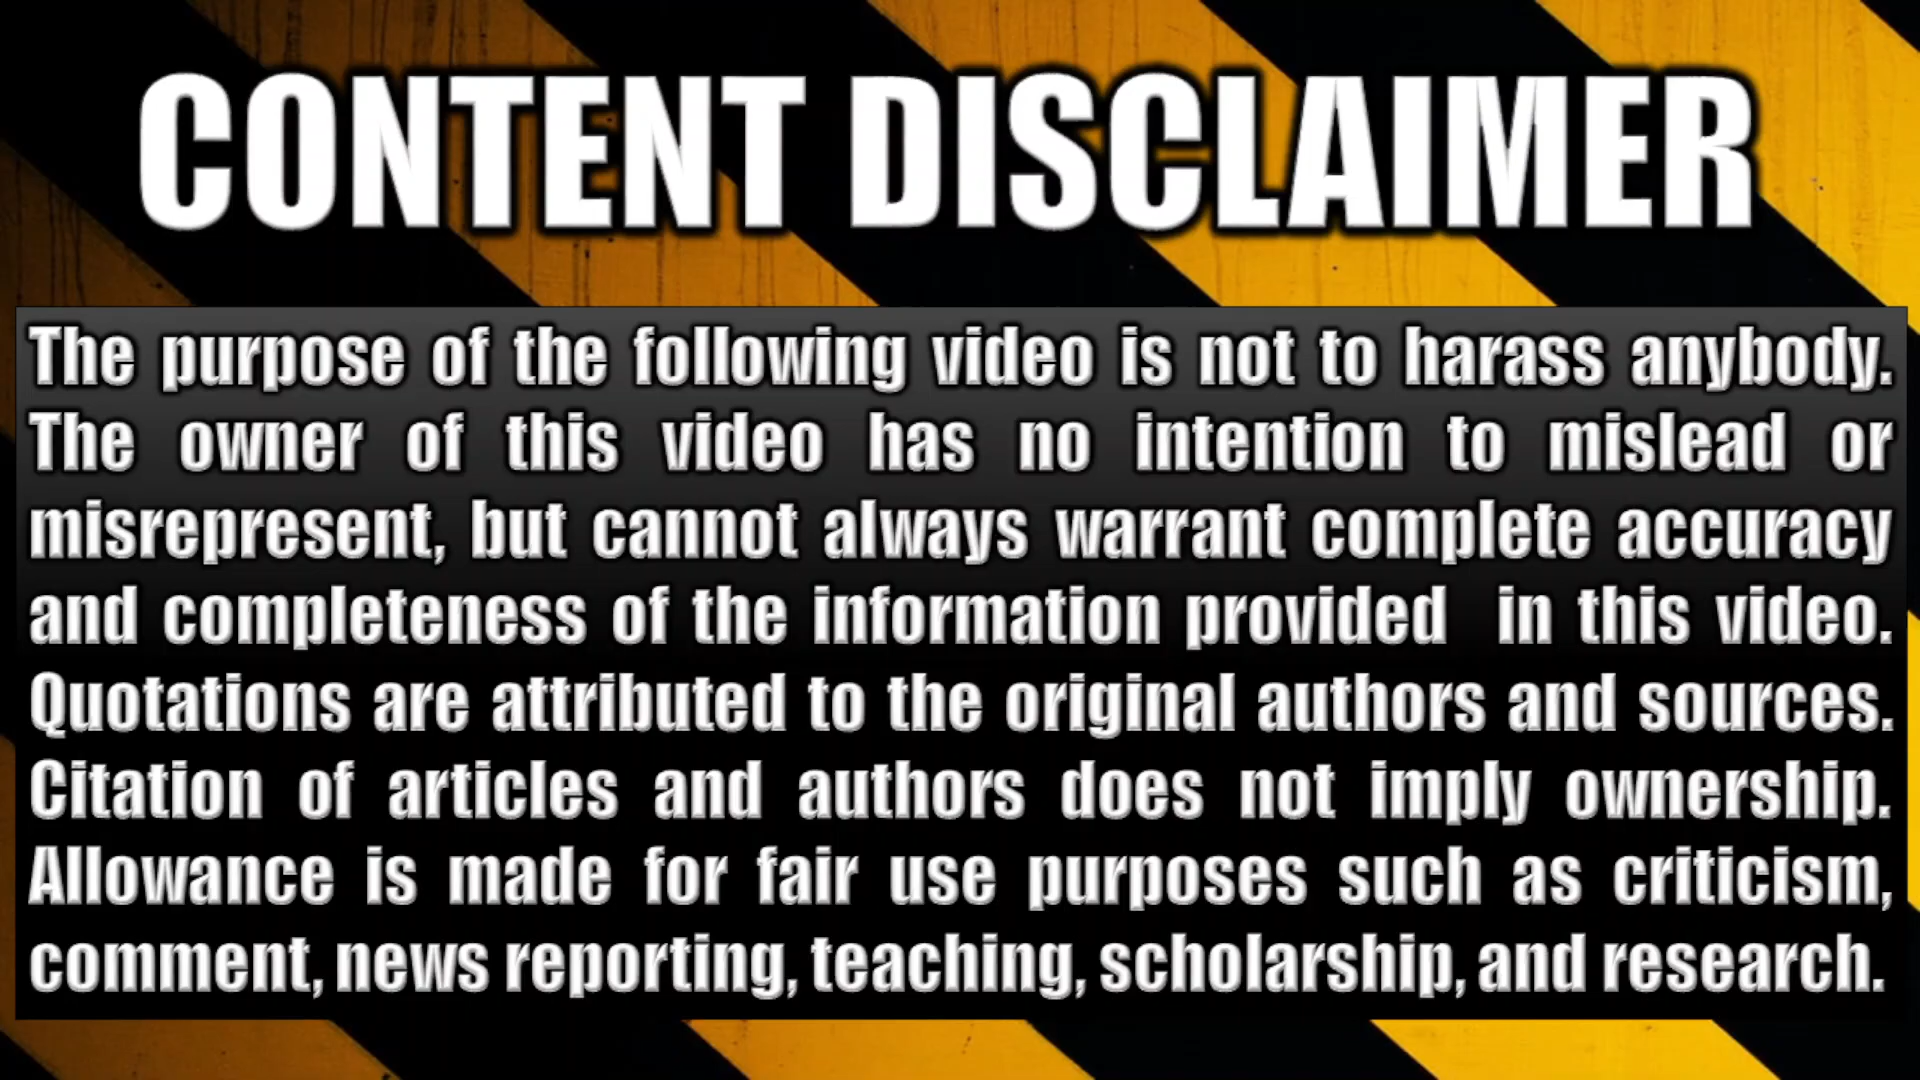 CONTENT DISCLAIMER
The purpose of the following video is not to harass anybody.
The owner of this video has no intention to mislead or
misrepresent, but cannot always warrant complete accuracy
and completeness of the information provided  in this video.
Quotations are attributed to the original authors and sources.
Citation of articles and authors does not imply ownership.
Allowance is made for fair use purposes such as criticism,
comment, news reporting, teaching, scholarship, and research.